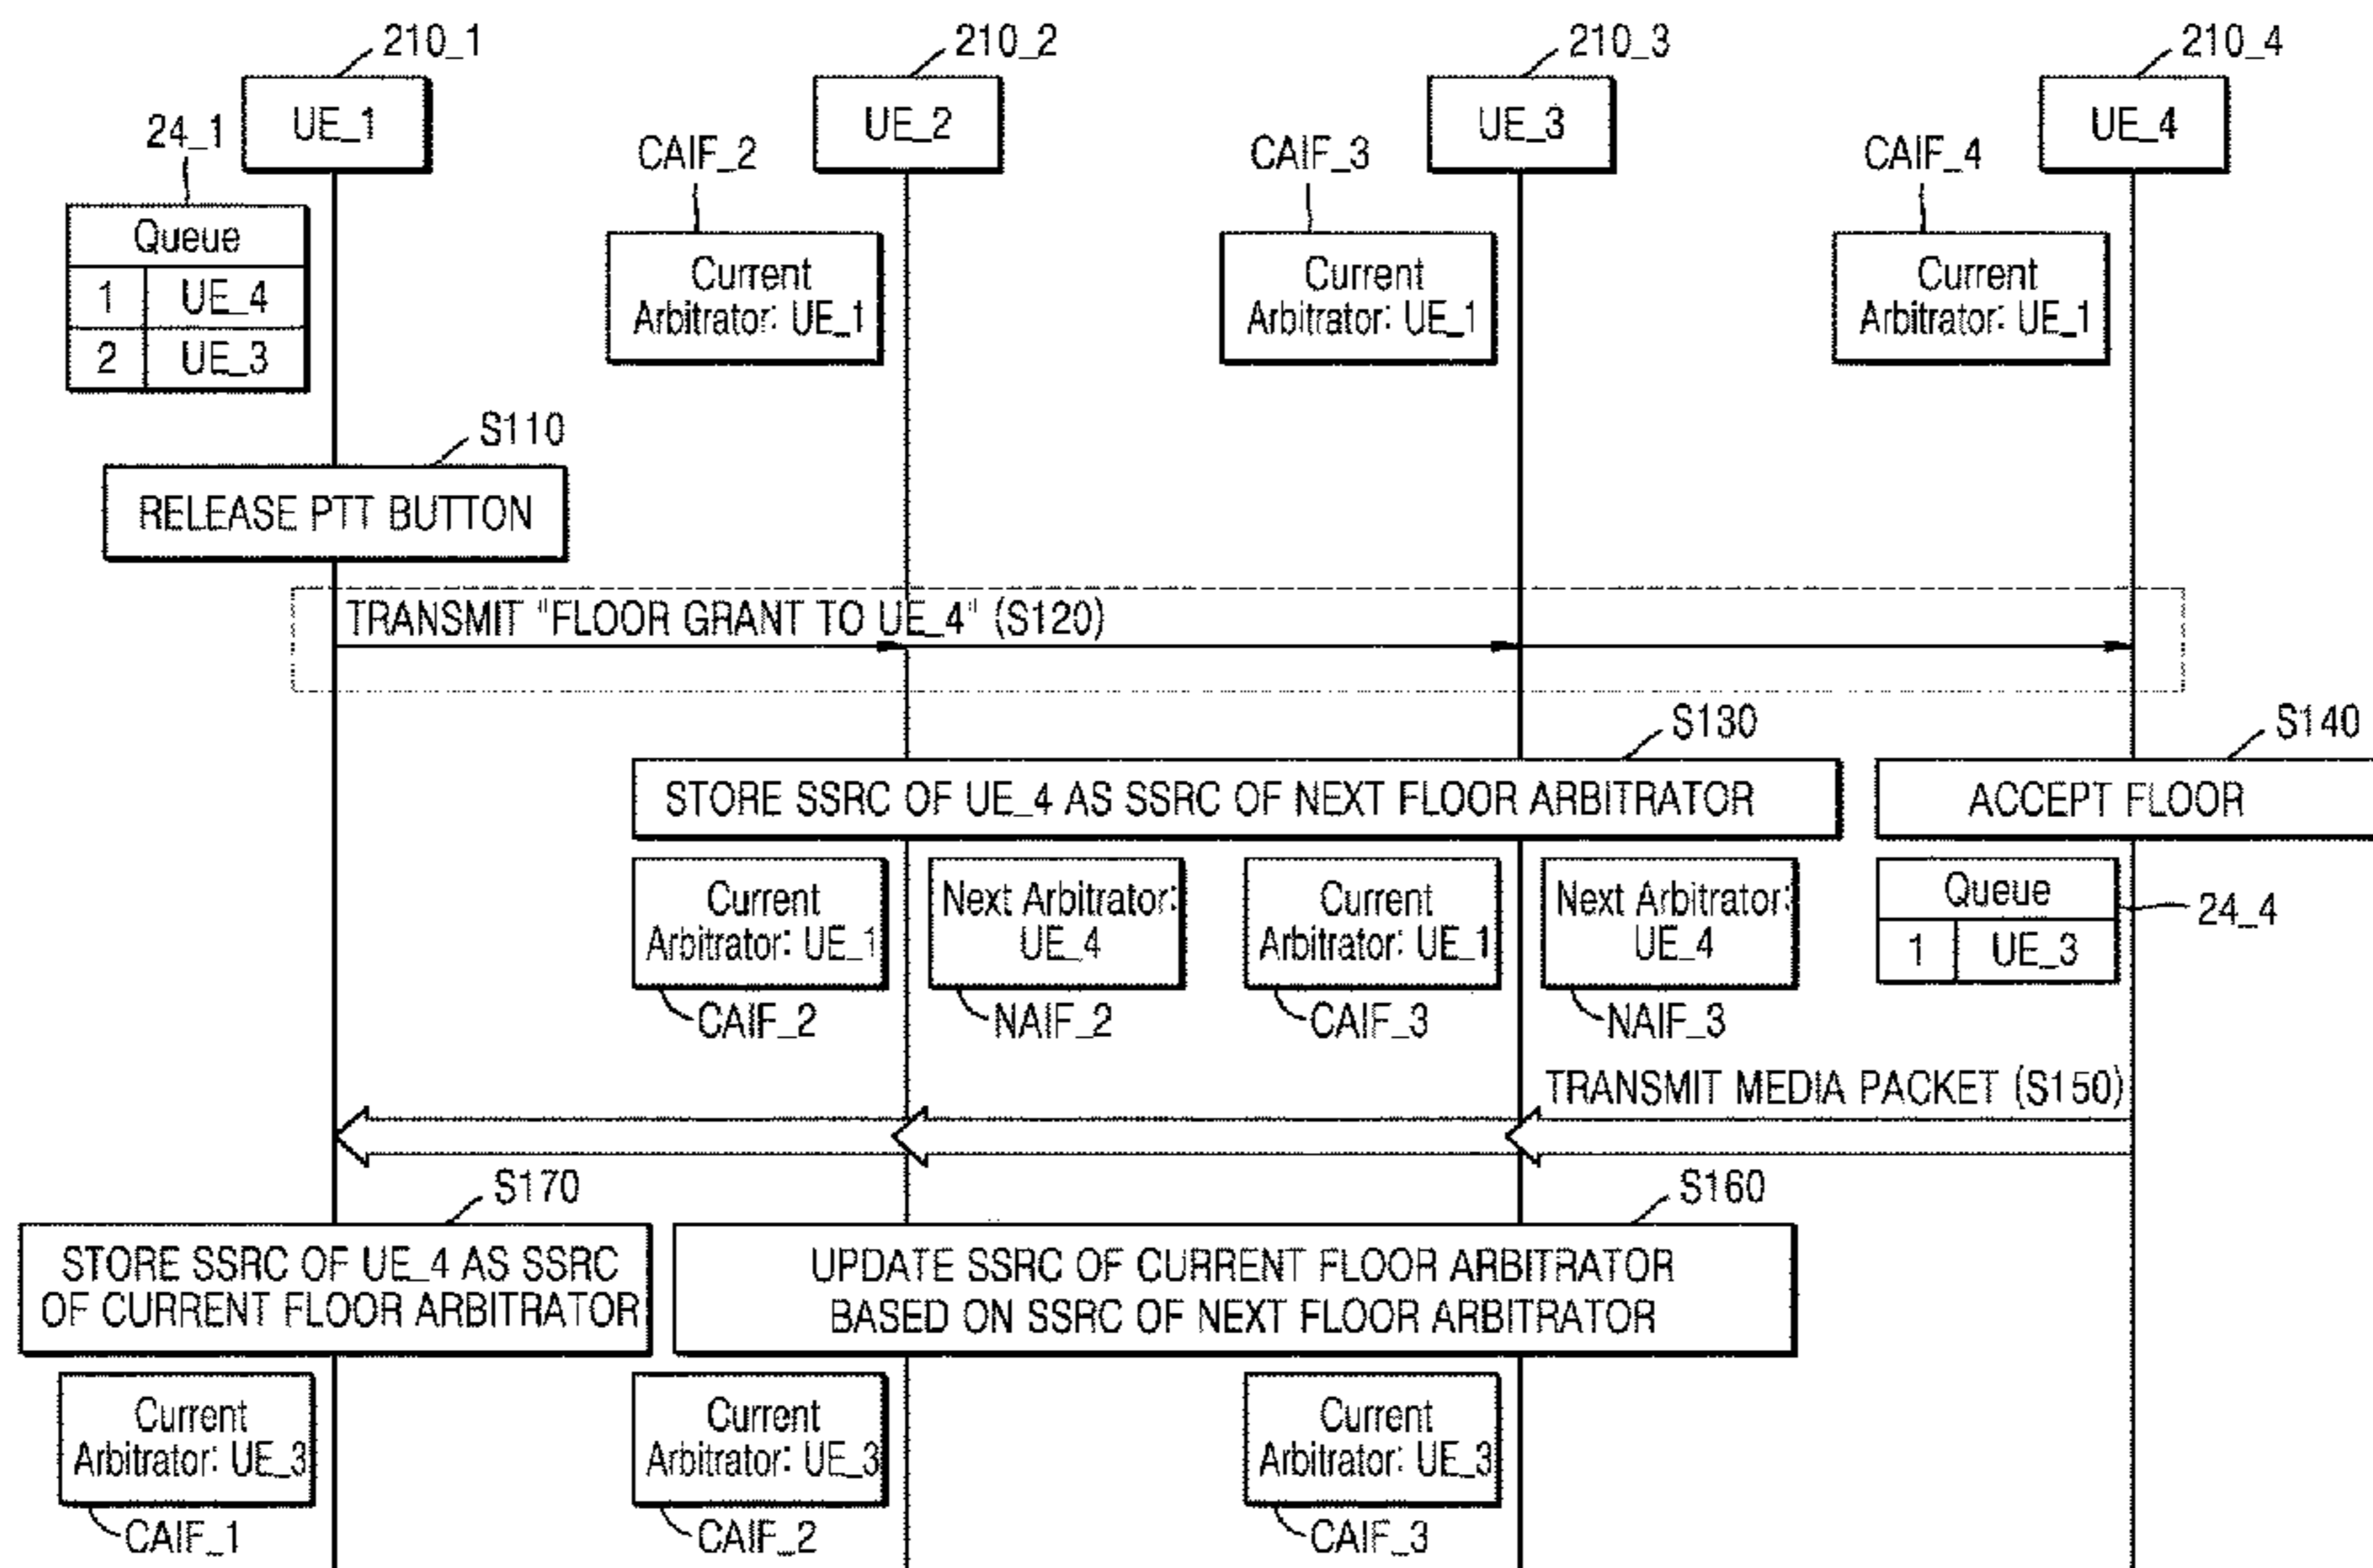 210_1
210_2
210_3
210_4
UE_1
UE_2
UE_3
UE_4
24_1
CAIF_2
CAIF_3
CAIF_4
Queue
1 UE_4
2 UE_3
Current
Arbitrator: UE_1
Current
Arbitrator: UE_1
Current
Arbitrator: UE_1
S110
RELEASE PTT BUTTON
TRANSMIT "FLOOR GRANT TO UE_4" (S120)
S130
S140
STORE SSRC OF UE_4 AS SSRC OF NEXT FLOOR ARBITRATOR
ACCEPT FLOOR
Current
Arbitrator: UE_1
Next Arbitrator:
UE_4
Current
Arbitrator: UE_1
Next Arbitrator:
UE_4
Queue
1 UE_3
24_4
CAIF_2
NAIF_2
CAIF_3
NAIF_3
TRANSMIT MEDIA PACKET (S150)
S170
S160
STORE SSRC OF UE_4 AS SSRC
OF CURRENT FLOOR ARBITRATOR
UPDATE SSRC OF CURRENT FLOOR ARBITRATOR
BASED ON SSRC OF NEXT FLOOR ARBITRATOR
Current
Arbitrator: UE_3
Current
Arbitrator: UE_3
Current
Arbitrator: UE_3
CAIF_1
CAIF_2
CAIF_3